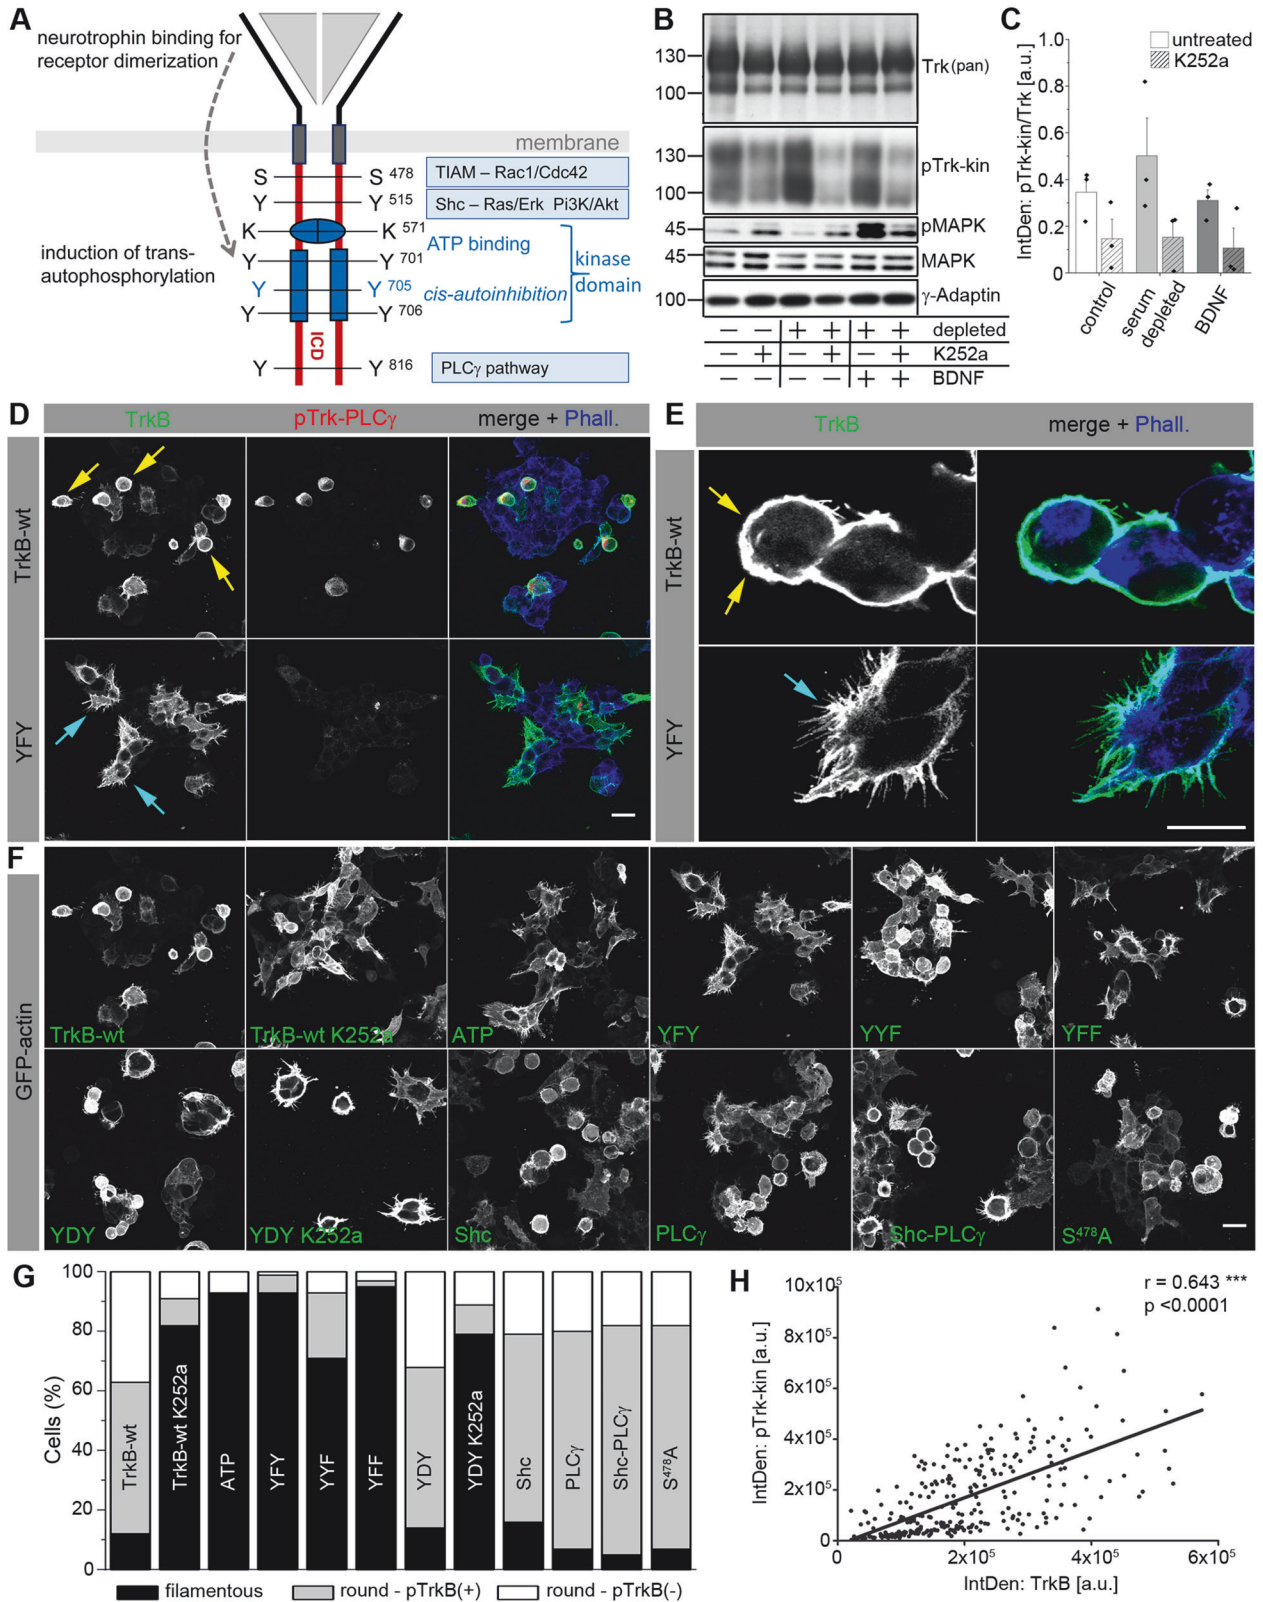 A
neurotrophin binding for
receptor dimerization
membrane
S S 478 TIAM – Rac1/Cdc42
Y Y 515 Shc – Ras/Erk Pi3K/Akt
K K 571 ATP binding
induction of trans-
autophosphorylation
Y Y 701
Y Y 705 cis-autoinhibition
Y Y 706
kinase
domain
ICD
Y Y 816 PLCγ pathway
B
130
100
Trk(pan)
130
100
pTrk-kin
45
pMAPK
45
MAPK
100
γ-Adaptin
– – + + + + depleted
– + – + – + K252a
– – – – + + BDNF
C
IntDen: pTrk-kin/Trk [a.u.]
1.0
0.8
0.6
0.4
0.2
0
untreated
K252a
control
serum
depleted
BDNF
D
TrkB pTrk-PLCγ merge + Phall.
TrkB-wt
YFY
E
TrkB merge + Phall.
TrkB-wt
YFY
F
GFP-actin
TrkB-wt TrkB-wt K252a ATP YFY YYF YFF
YDY YDY K252a Shc PLCγ Shc-PLCγ S478A
G
Cells (%)
100
80
60
40
20
0
TrkB-wt
TrkB-wt K252a
ATP
YFY
YYF
YFF
YDY
YDY K252a
Shc
PLCγ
Shc-PLCγ
S478A
filamentous round - pTrkB(+) round - pTrkB(-)
H
r = 0.643 ***
p <0.0001
IntDen: pTrk-kin [a.u.]
10x10⁵
8x10⁵
6x10⁵
4x10⁵
2x10⁵
0
0 2x10⁵ 4x10⁵ 6x10⁵
IntDen: TrkB [a.u.]